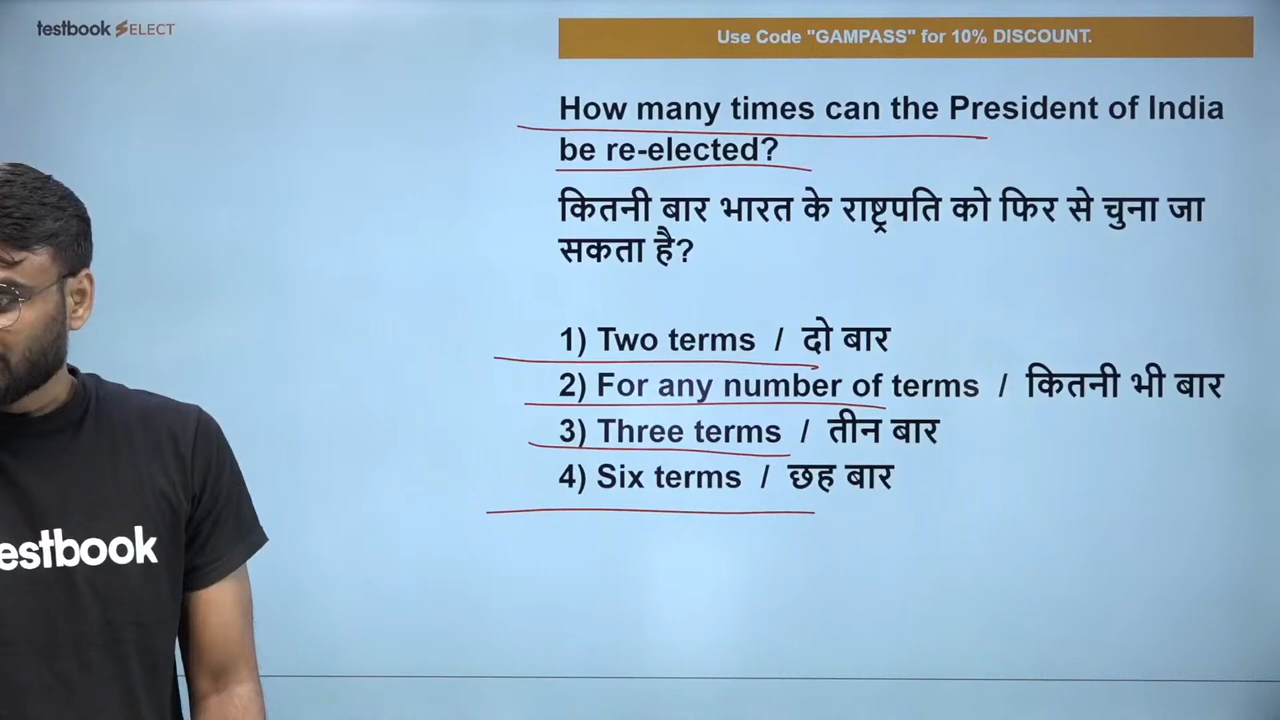 testbook SELECT
Use Code "GAMPASS" for 10% DISCOUNT.
How many times can the President of India
be re-elected?
कितनी बार भारत के राष्ट्रपति को फिर से चुना जा
सकता है?
1) Two terms / दो बार
2) For any number of terms / कितनी भी बार
3) Three terms / तीन बार
4) Six terms / छह बार
estbook